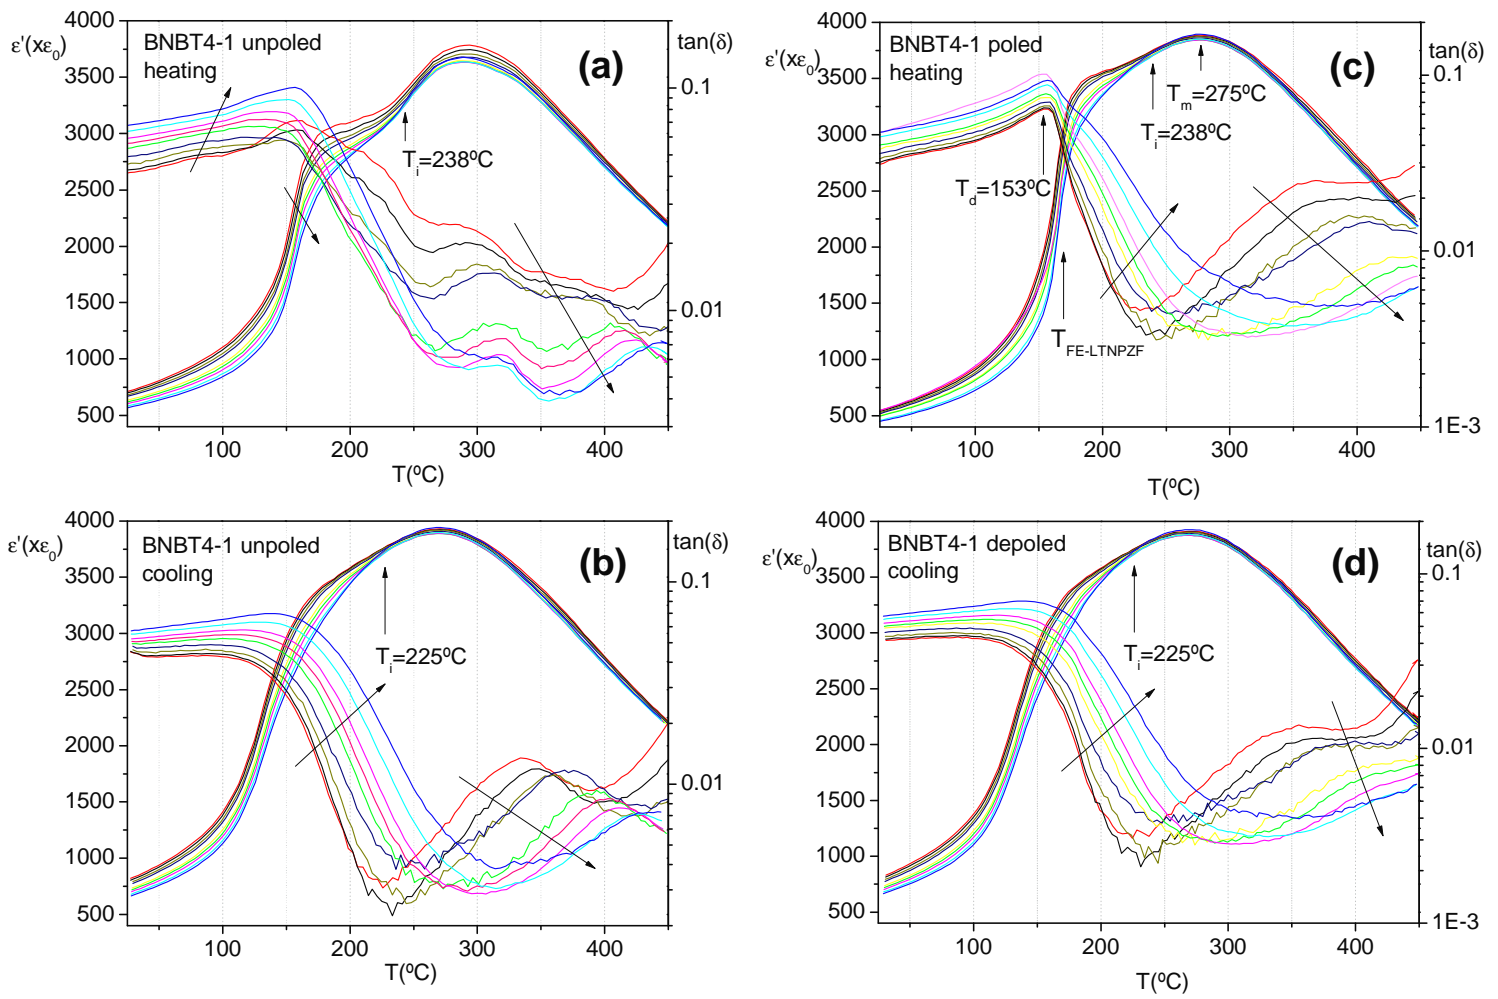 4000
3500
3000
2500
2000
1500
1000
500
ε'(xε0)
BNBT4-1 unpoled
heating
(a)
tan(δ)
0.1
0.01
Ti=238ºC
100
200
300
400
T(ºC)
4000
3500
3000
2500
2000
1500
1000
500
ε'(xε0)
BNBT4-1 poled
heating
(c)
tan(δ)
0.1
0.01
1E-3
Tm=275ºC
Ti=238ºC
Td=153ºC
TFE-LTNPZF
100
200
300
400
T(ºC)
4000
3500
3000
2500
2000
1500
1000
500
ε'(xε0)
BNBT4-1 unpoled
cooling
(b)
tan(δ)
0.1
0.01
Ti=225ºC
100
200
300
400
T(ºC)
4000
3500
3000
2500
2000
1500
1000
500
ε'(xε0)
BNBT4-1 depoled
cooling
(d)
tan(δ)
0.1
0.01
1E-3
Ti=225ºC
100
200
300
400
T(ºC)